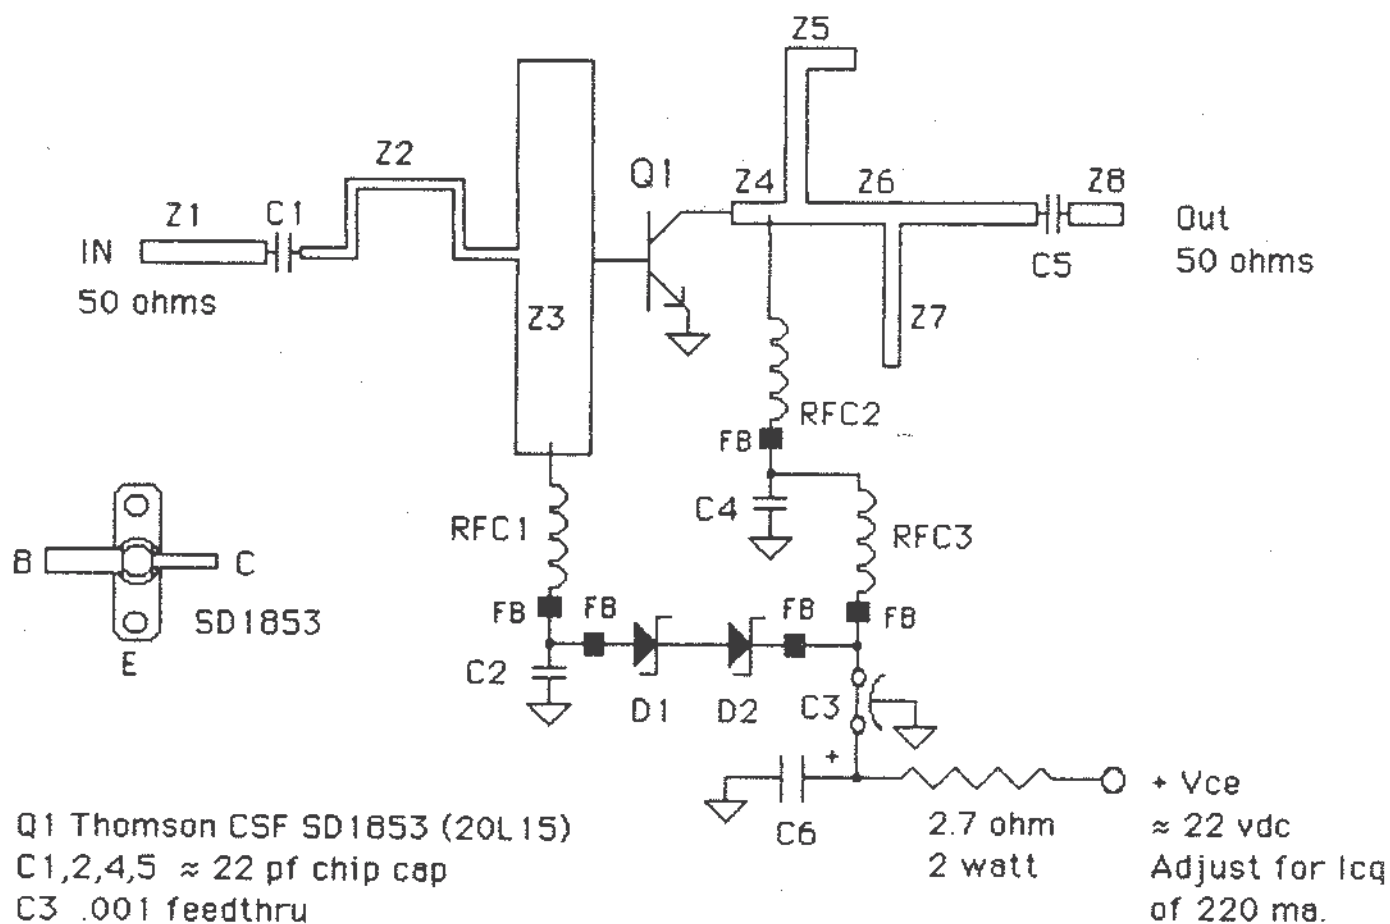 Z5
Z2
Q1
Z4
Z6
Z8
Z1
C1
IN
50 ohms
Out
50 ohms
C5
Z3
Z7
RFC2
FB
C4
RFC1
RFC3
B
C
SD1853
E
FB
FB
FB
FB
C2
D1
D2
C3
+
+ Vce
C6
2.7 ohm
2 watt
≈ 22 vdc
Adjust for Icq
of 220 ma.
Q1 Thomson CSF SD1853 (20L15)
C1,2,4,5 ≈ 22 pf chip cap
C3 .001 feedthru